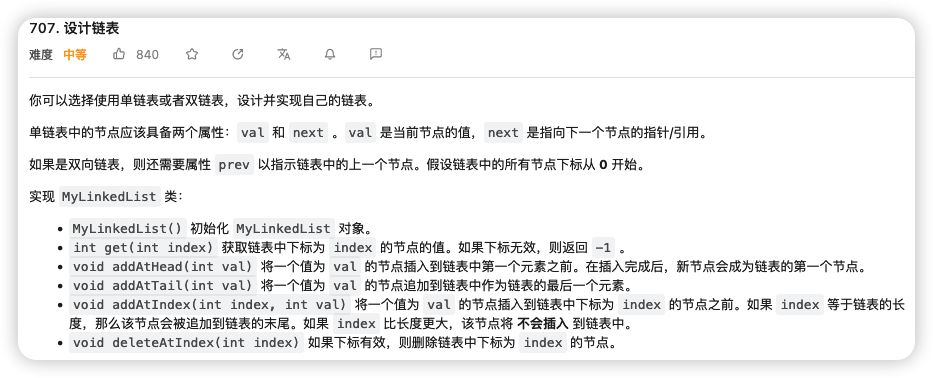 707. 设计链表
难度 中等 840
你可以选择使用单链表或者双链表，设计并实现自己的链表。
单链表中的节点应该具备两个属性：val 和 next 。val 是当前节点的值，next 是指向下一个节点的指针/引用。
如果是双向链表，则还需要属性 prev 以指示链表中的上一个节点。假设链表中的所有节点下标从 0 开始。
实现 MyLinkedList 类：
• MyLinkedList() 初始化 MyLinkedList 对象。
• int get(int index) 获取链表中下标为 index 的节点的值。如果下标无效，则返回 -1 。
• void addAtHead(int val) 将一个值为 val 的节点插入到链表中第一个元素之前。在插入完成后，新节点会成为链表的第一个节点。
• void addAtTail(int val) 将一个值为 val 的节点追加到链表中作为链表的最后一个元素。
• void addAtIndex(int index, int val) 将一个值为 val 的节点插入到链表中下标为 index 的节点之前。如果 index 等于链表的长
度，那么该节点会被追加到链表的末尾。如果 index 比长度更大，该节点将 不会插入 到链表中。
• void deleteAtIndex(int index) 如果下标有效，则删除链表中下标为 index 的节点。